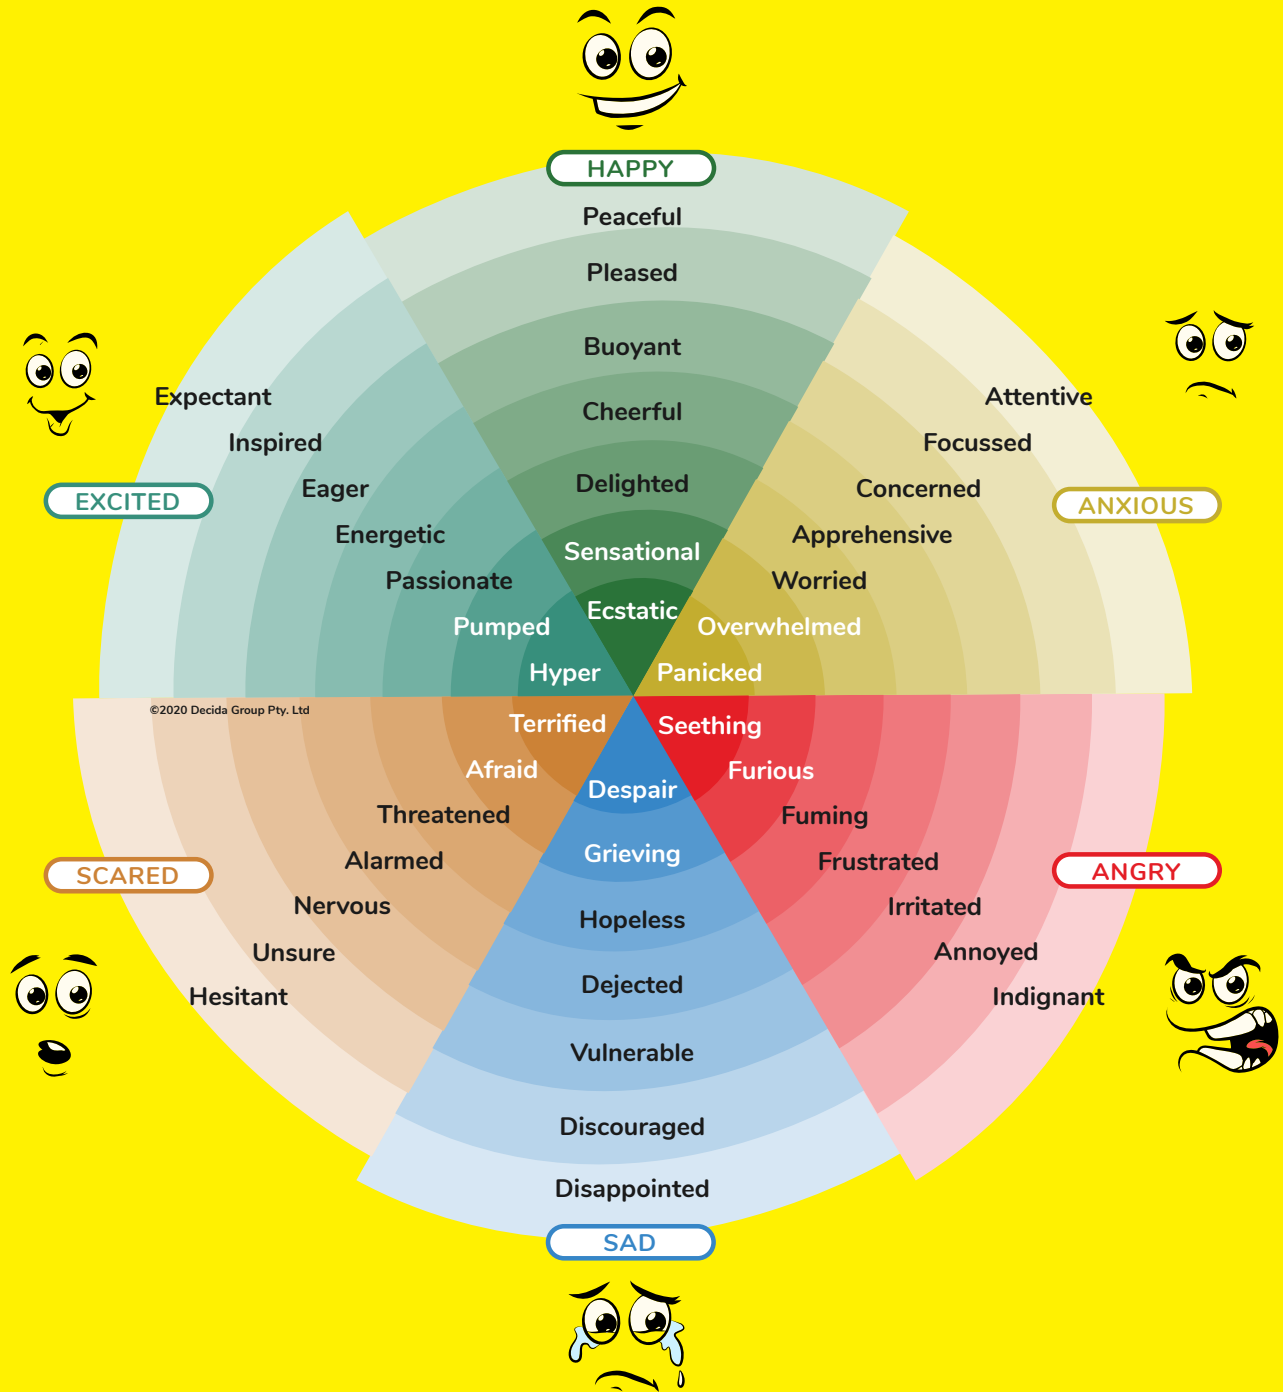 HAPPY
Peaceful
Pleased
Buoyant
Cheerful
Delighted
Sensational
Ecstatic
Expectant
Inspired
Eager
EXCITED
Energetic
Passionate
Pumped
Hyper
Attentive
Focussed
Concerned
ANXIOUS
Apprehensive
Worried
Overwhelmed
Panicked
©2020 Decida Group Pty. Ltd
Terrified
Afraid
Threatened
Alarmed
SCARED
Nervous
Unsure
Hesitant
Despair
Grieving
Hopeless
Dejected
Vulnerable
Discouraged
Disappointed
SAD
Seething
Furious
Fuming
Frustrated
ANGRY
Irritated
Annoyed
Indignant